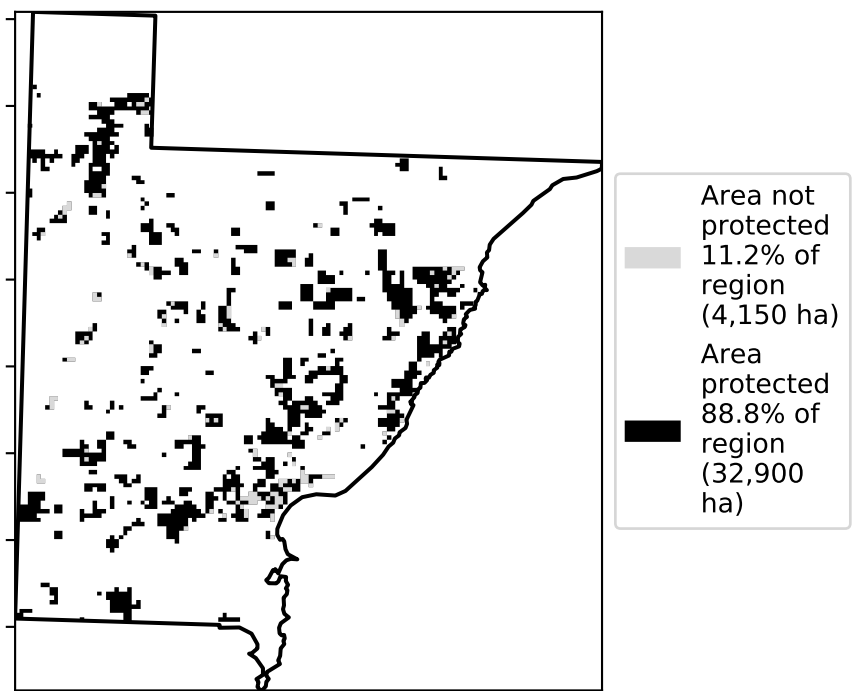 Area not
protected
11.2% of
region
(4,150 ha)
Area
protected
88.8% of
region
(32,900
ha)